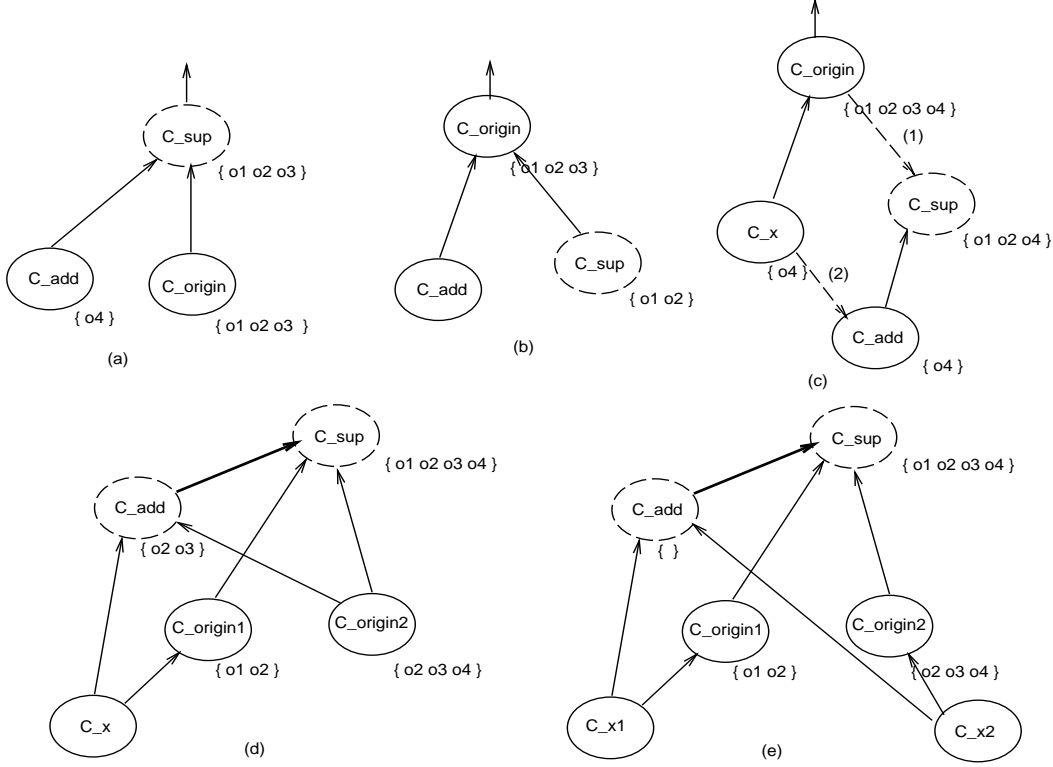 C_sup
{ o1 o2 o3 }
C_add
{ o4 }
C_origin
{ o1 o2 o3 }
(a)
C_origin
{ o1 o2 o3 }
C_add
C_sup
{ o1 o2 }
(b)
C_origin
{ o1 o2 o3 o4 }
(1)
C_sup
{ o1 o2 o4 }
C_x
{ o4 }
(2)
C_add
{ o4 }
(c)
C_sup
{ o1 o2 o3 o4 }
C_add
{ o2 o3 }
C_origin1
{ o1 o2 }
C_origin2
{ o2 o3 o4 }
C_x
(d)
C_sup
{ o1 o2 o3 o4 }
C_add
{ }
C_origin1
{ o1 o2 }
C_origin2
{ o2 o3 o4 }
C_x1
C_x2
(e)